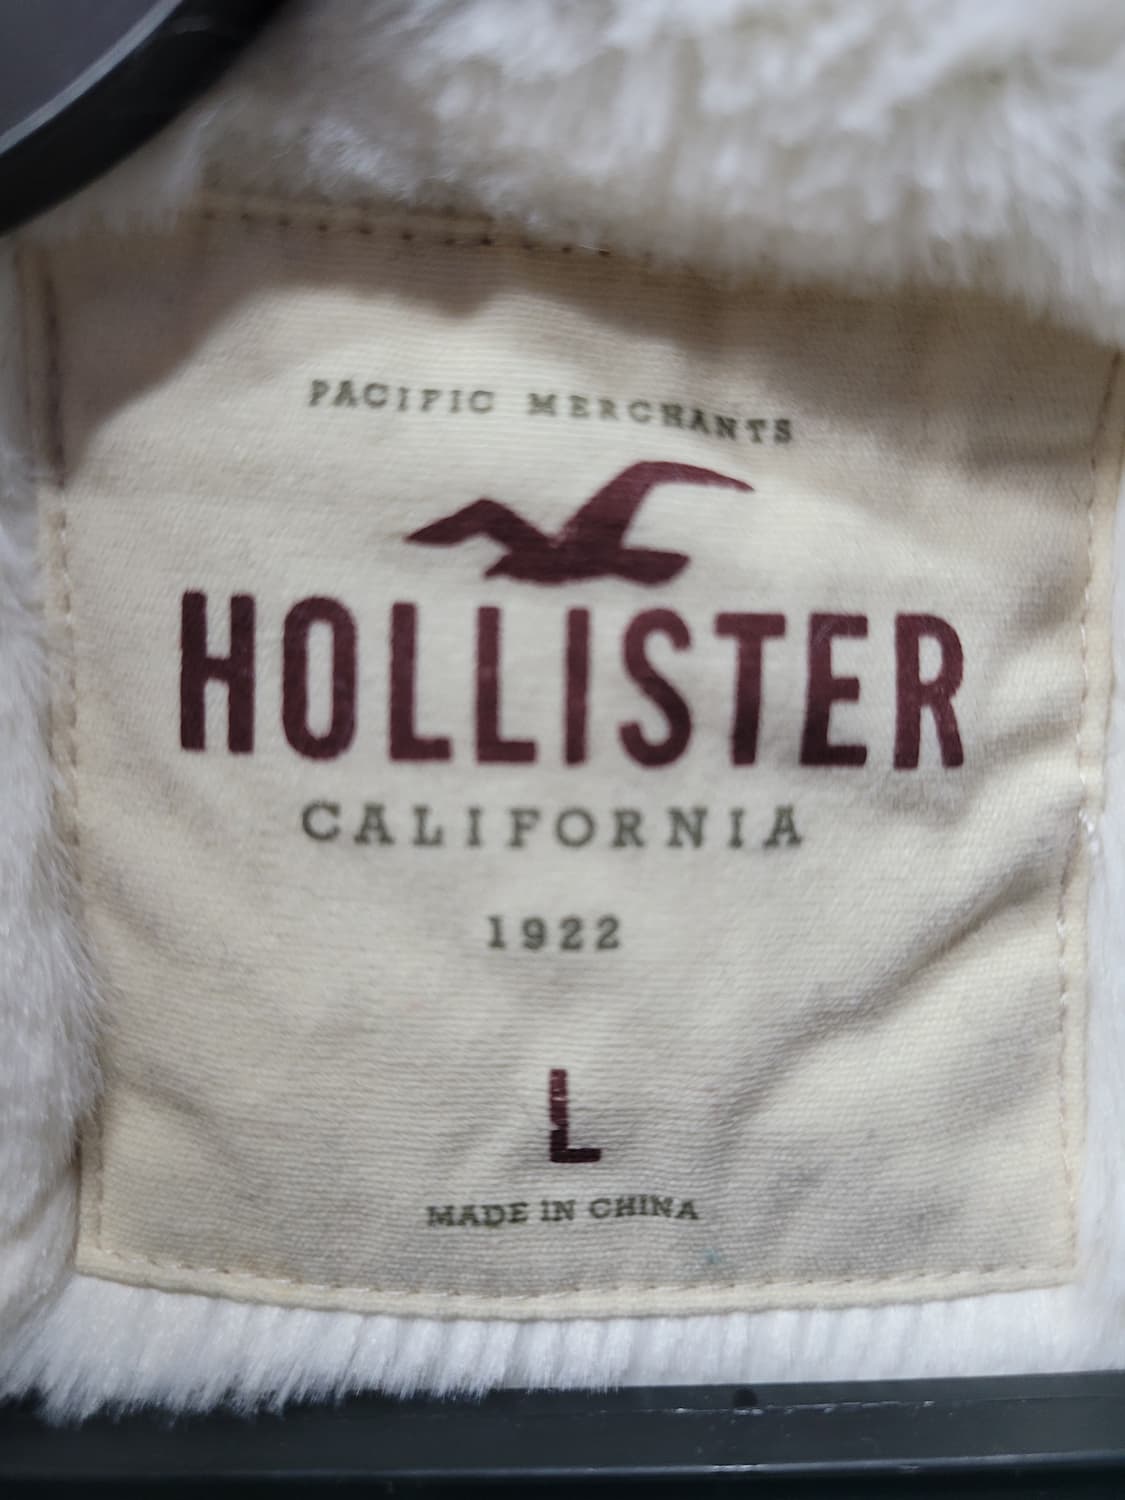 PACIFIC MERCHANTS
HOLLISTER
CALIFORNIA
1922
L
MADE IN CHINA